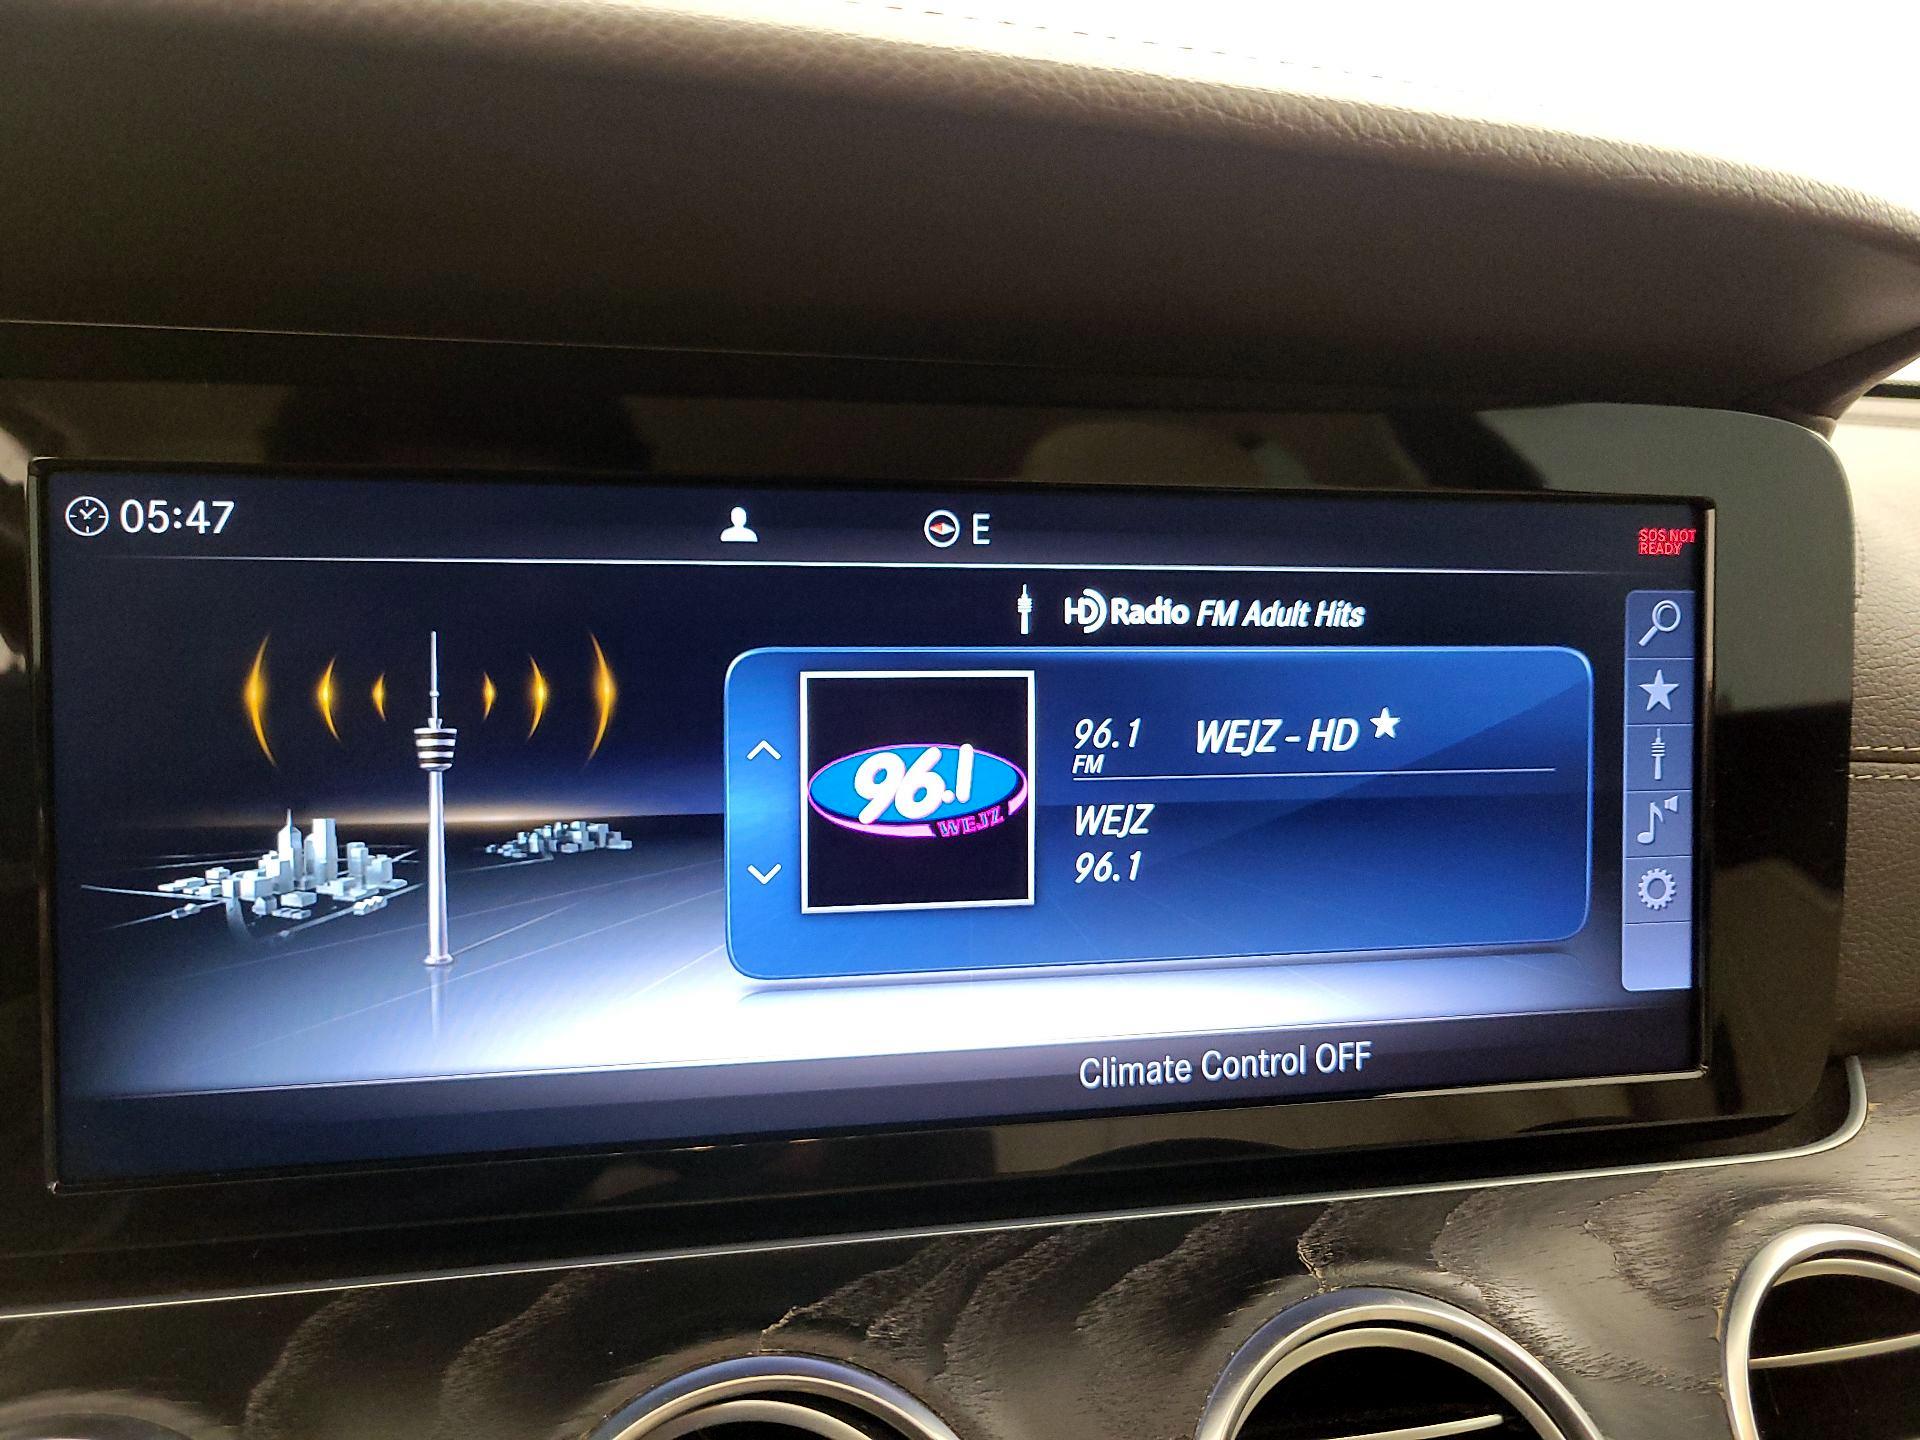 05:47
E
SOS NOT
READY
HD Radio FM Adult Hits
96.1
WEJZ
96.1 WEJZ - HD
FM
WEJZ
96.1
Climate Control OFF